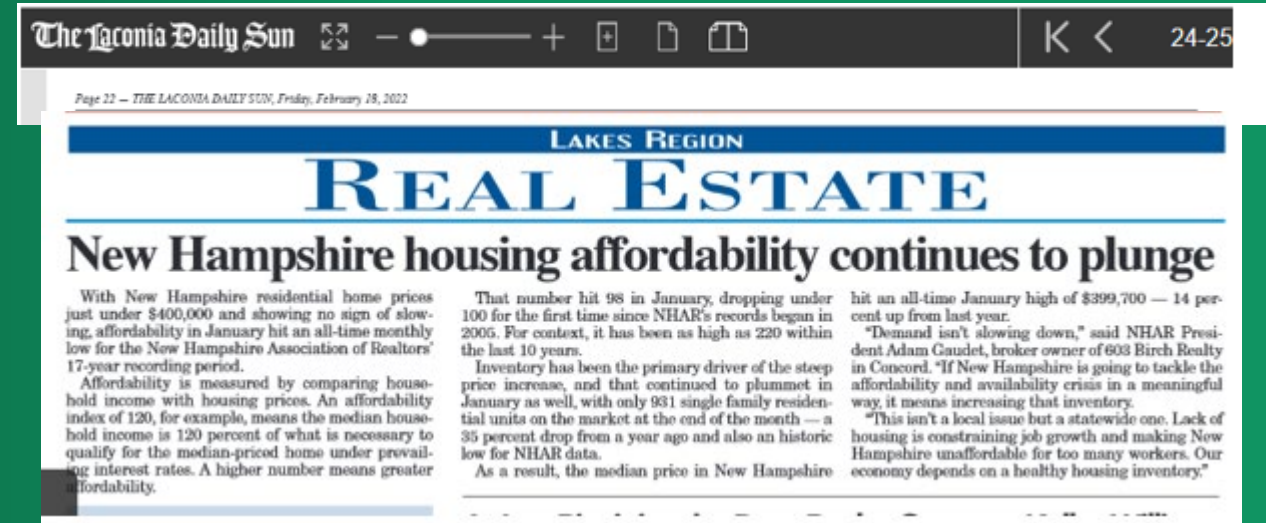 The Laconia Daily Sun
24-25
Page 22 — THE LACONIA DAILY SUN, Friday, February 18, 2022
LAKES REGION
REAL ESTATE
New Hampshire housing affordability continues to plunge
With New Hampshire residential home prices
just under $400,000 and showing no sign of slow-
ing, affordability in January hit an all-time monthly
low for the New Hampshire Association of Realtors'
17-year recording period.
Affordability is measured by comparing house-
hold income with housing prices. An affordability
index of 120, for example, means the median house-
hold income is 120 percent of what is necessary to
qualify for the median-priced home under prevail-
ing interest rates. A higher number means greater
affordability.
That number hit 98 in January, dropping under
100 for the first time since NHAR's records began in
2005. For context, it has been as high as 220 within
the last 10 years.
Inventory has been the primary driver of the steep
price increase, and that continued to plummet in
January as well, with only 931 single family residen-
tial units on the market at the end of the month — a
35 percent drop from a year ago and also an historic
low for NHAR data.
As a result, the median price in New Hampshire
hit an all-time January high of $399,700 — 14 per-
cent up from last year.
"Demand isn't slowing down," said NHAR Presi-
dent Adam Gaudet, broker owner of 603 Birch Realty
in Concord. "If New Hampshire is going to tackle the
affordability and availability crisis in a meaningful
way, it means increasing that inventory.
"This isn't a local issue but a statewide one. Lack of
housing is constraining job growth and making New
Hampshire unaffordable for too many workers. Our
economy depends on a healthy housing inventory."